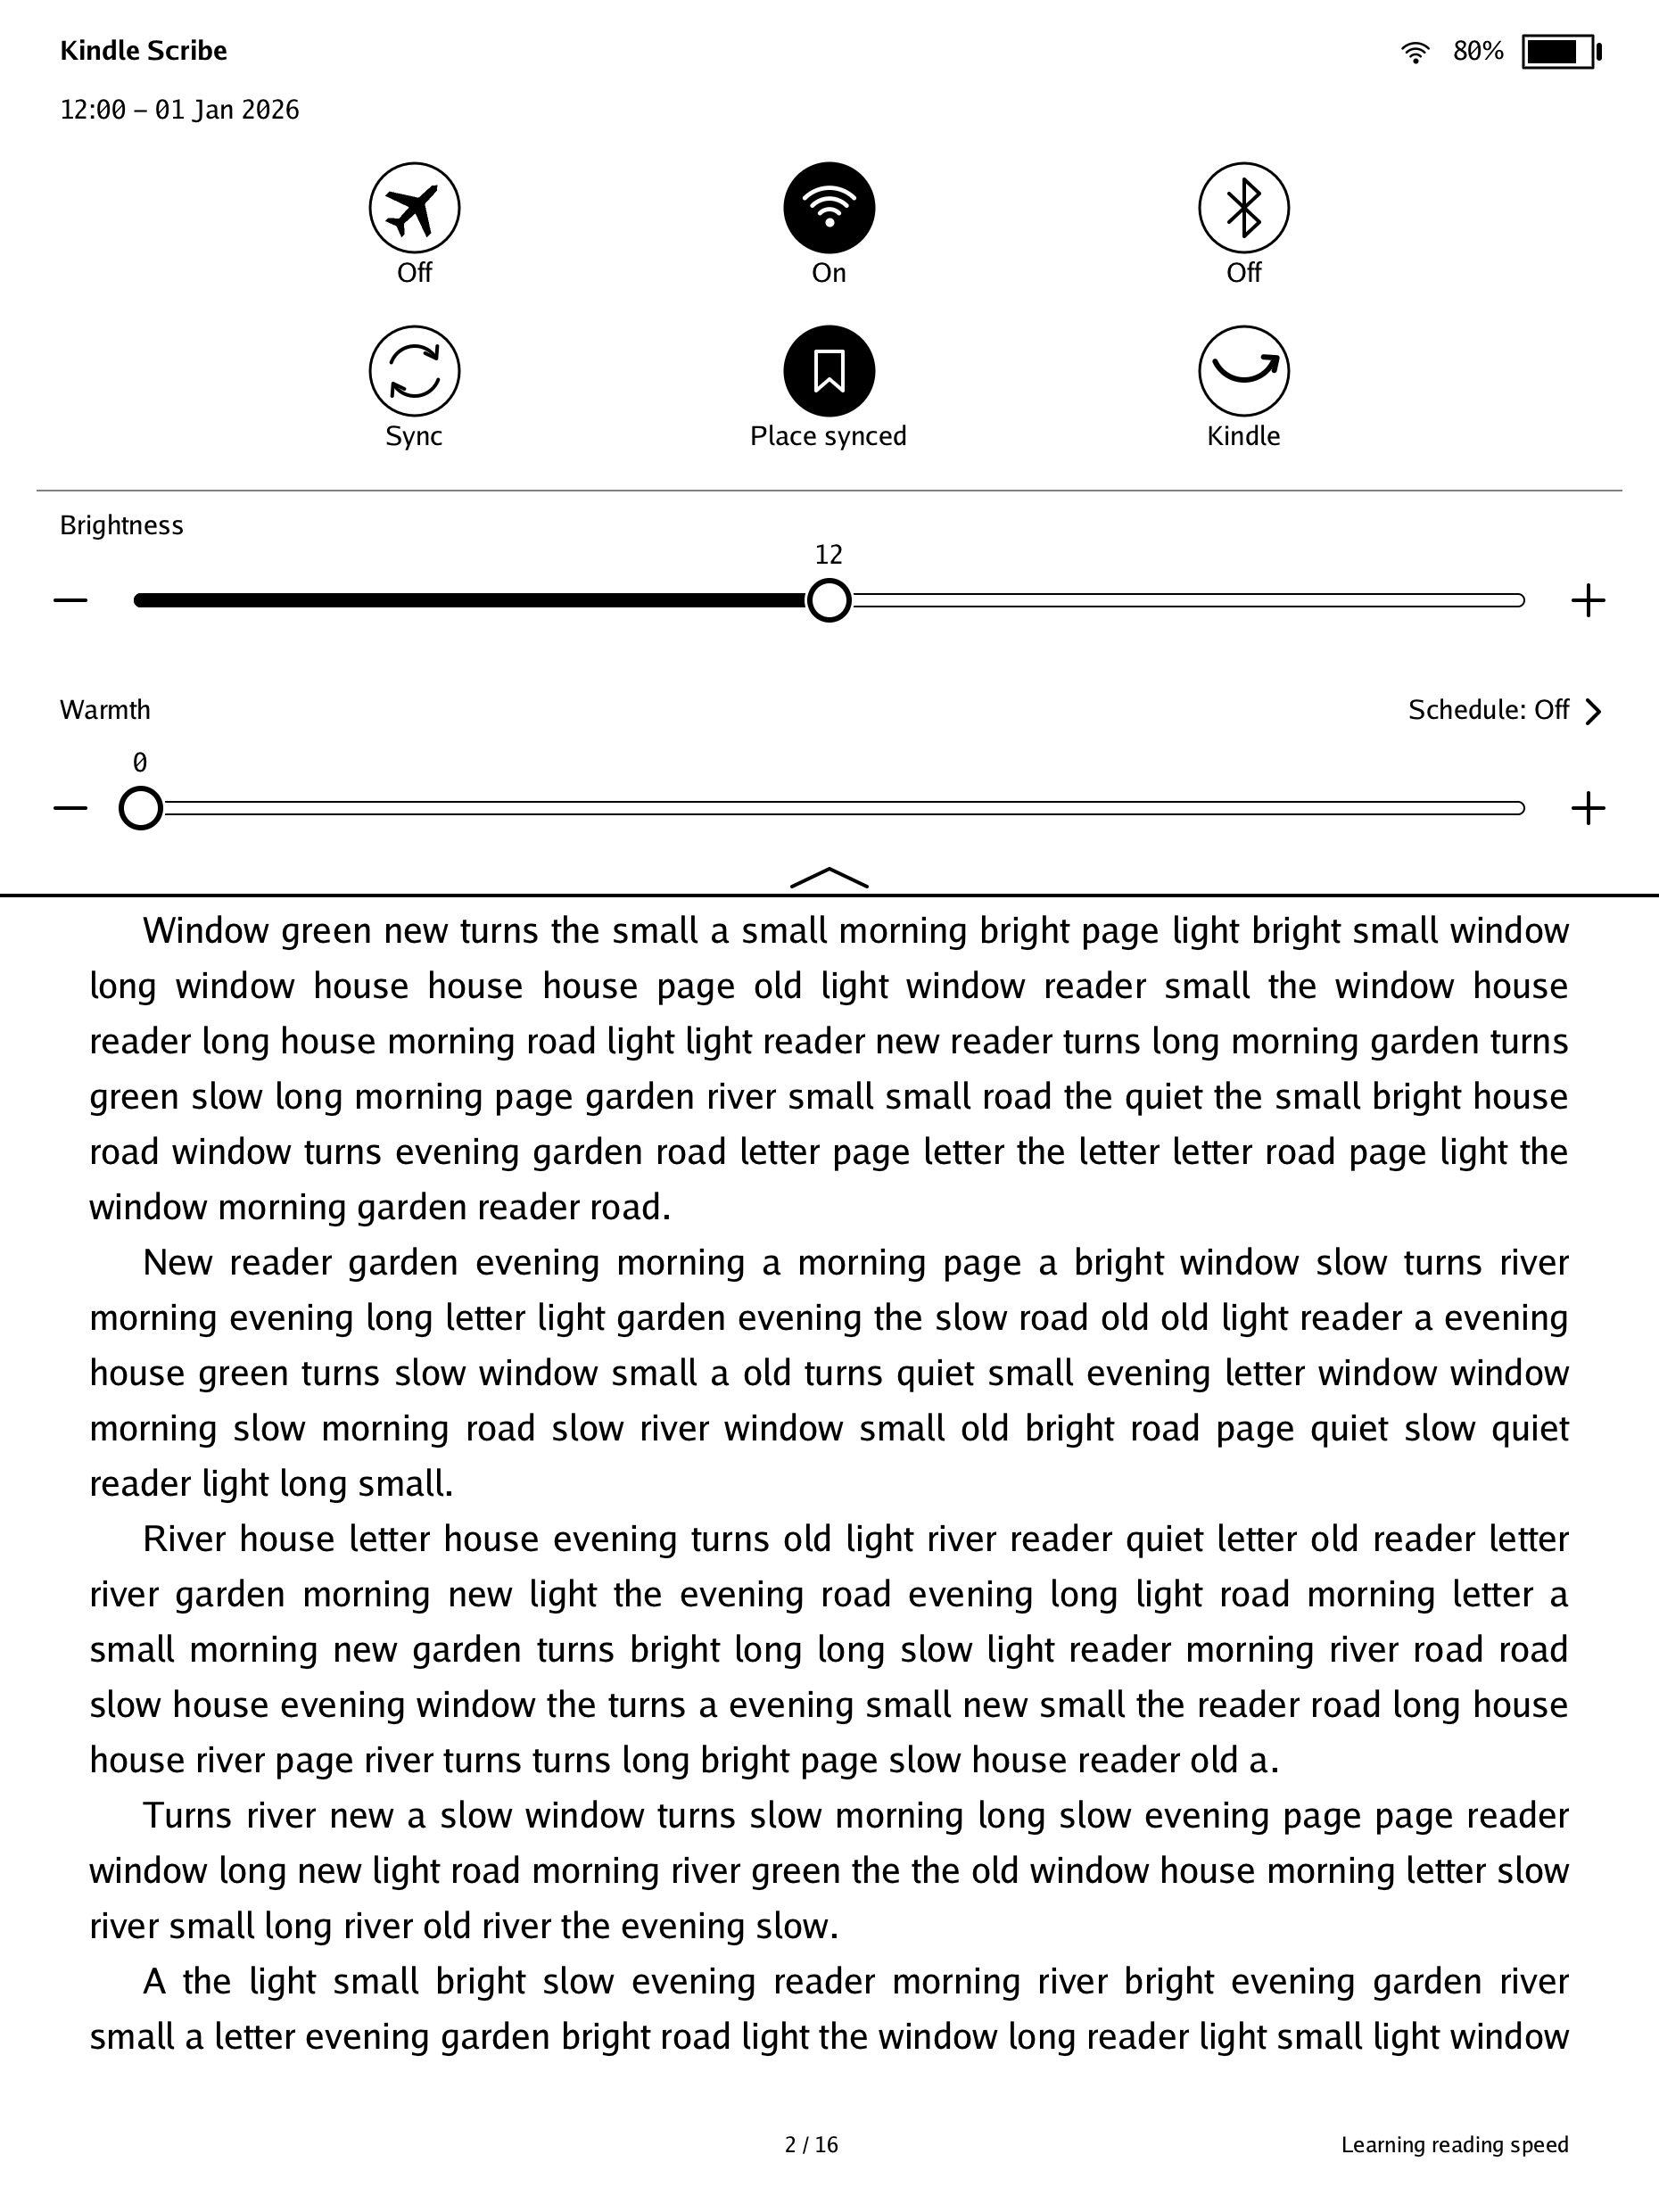 Kindle Scribe
80%
12:00 – 01 Jan 2026
Off
On
Off
Sync
Place synced
Kindle
Brightness
12
Warmth
Schedule: Off
0
Window green new turns the small a small morning bright page light bright small window
long window house house house page old light window reader small the window house
reader long house morning road light light reader new reader turns long morning garden turns
green slow long morning page garden river small small road the quiet the small bright house
road window turns evening garden road letter page letter the letter letter road page light the
window morning garden reader road.
New reader garden evening morning a morning page a bright window slow turns river
morning evening long letter light garden evening the slow road old old light reader a evening
house green turns slow window small a old turns quiet small evening letter window window
morning slow morning road slow river window small old bright road page quiet slow quiet
reader light long small.
River house letter house evening turns old light river reader quiet letter old reader letter
river garden morning new light the evening road evening long light road morning letter a
small morning new garden turns bright long long slow light reader morning river road road
slow house evening window the turns a evening small new small the reader road long house
house river page river turns turns long bright page slow house reader old a.
Turns river new a slow window turns slow morning long slow evening page page reader
window long new light road morning river green the the old window house morning letter slow
river small long river old river the evening slow.
A the light small bright slow evening reader morning river bright evening garden river
small a letter evening garden bright road light the window long reader light small light window
2 / 16
Learning reading speed